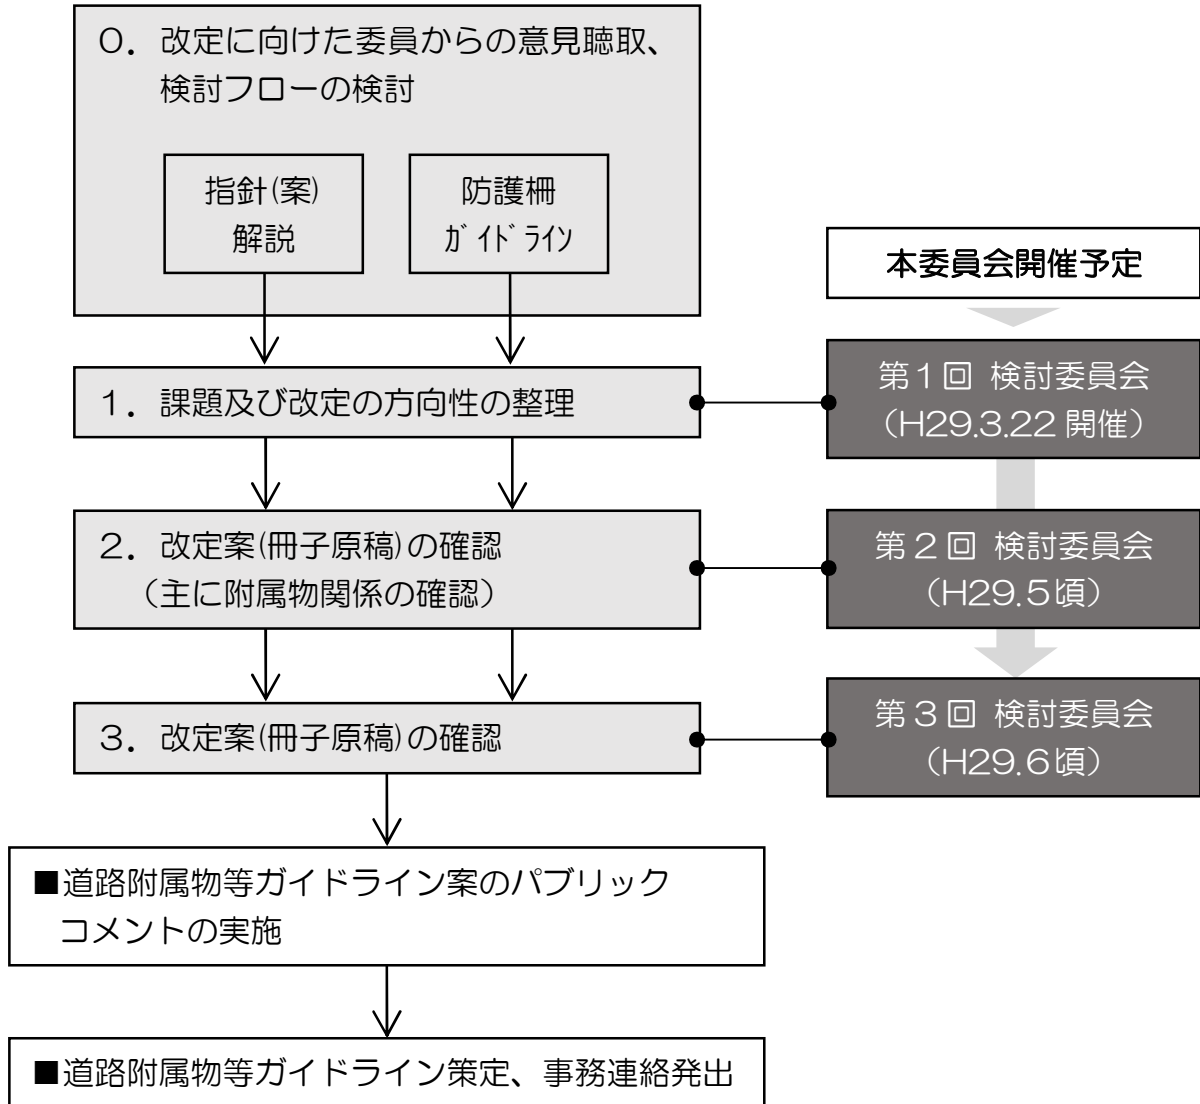 ０．改定に向けた委員からの意見聴取、
検討フローの検討
指針(案)
解説
防護柵
ｶﾞｲﾄﾞﾗｲﾝ
本委員会開催予定
１．課題及び改定の方向性の整理
第１回 検討委員会
（H29.3.22 開催）
２．改定案(冊子原稿)の確認
（主に附属物関係の確認）
第２回 検討委員会
（H29.5頃）
３．改定案(冊子原稿)の確認
第３回 検討委員会
（H29.6頃）
■道路附属物等ガイドライン案のパブリック
コメントの実施
■道路附属物等ガイドライン策定、事務連絡発出